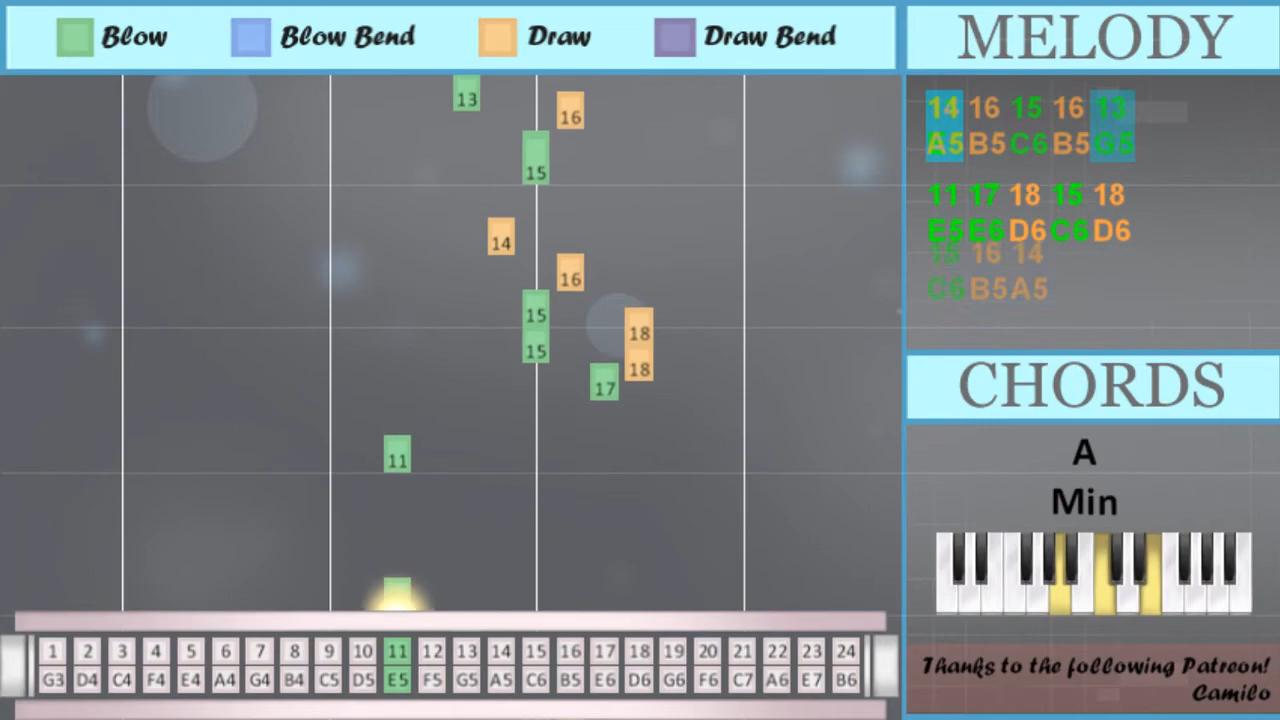 Blow Blow Bend Draw Draw Bend
MELODY
13
16
15
14
16
15
18
15
18
17
11
14 16 15 16 13
A5 B5 C6 B5 G5
11 17 18 15 18
E5 E6 D6 C6 D6
15 16 14
C6 B5 A5
CHORDS
A
Min
1 2 3 4 5 6 7 8 9 10 11 12 13 14 15 16 17 18 19 20 21 22 23 24
G3 D4 C4 F4 E4 A4 G4 B4 C5 D5 E5 F5 G5 A5 C6 B5 E6 D6 G6 F6 C7 A6 E7 B6
Thanks to the following Patreon!
Camilo